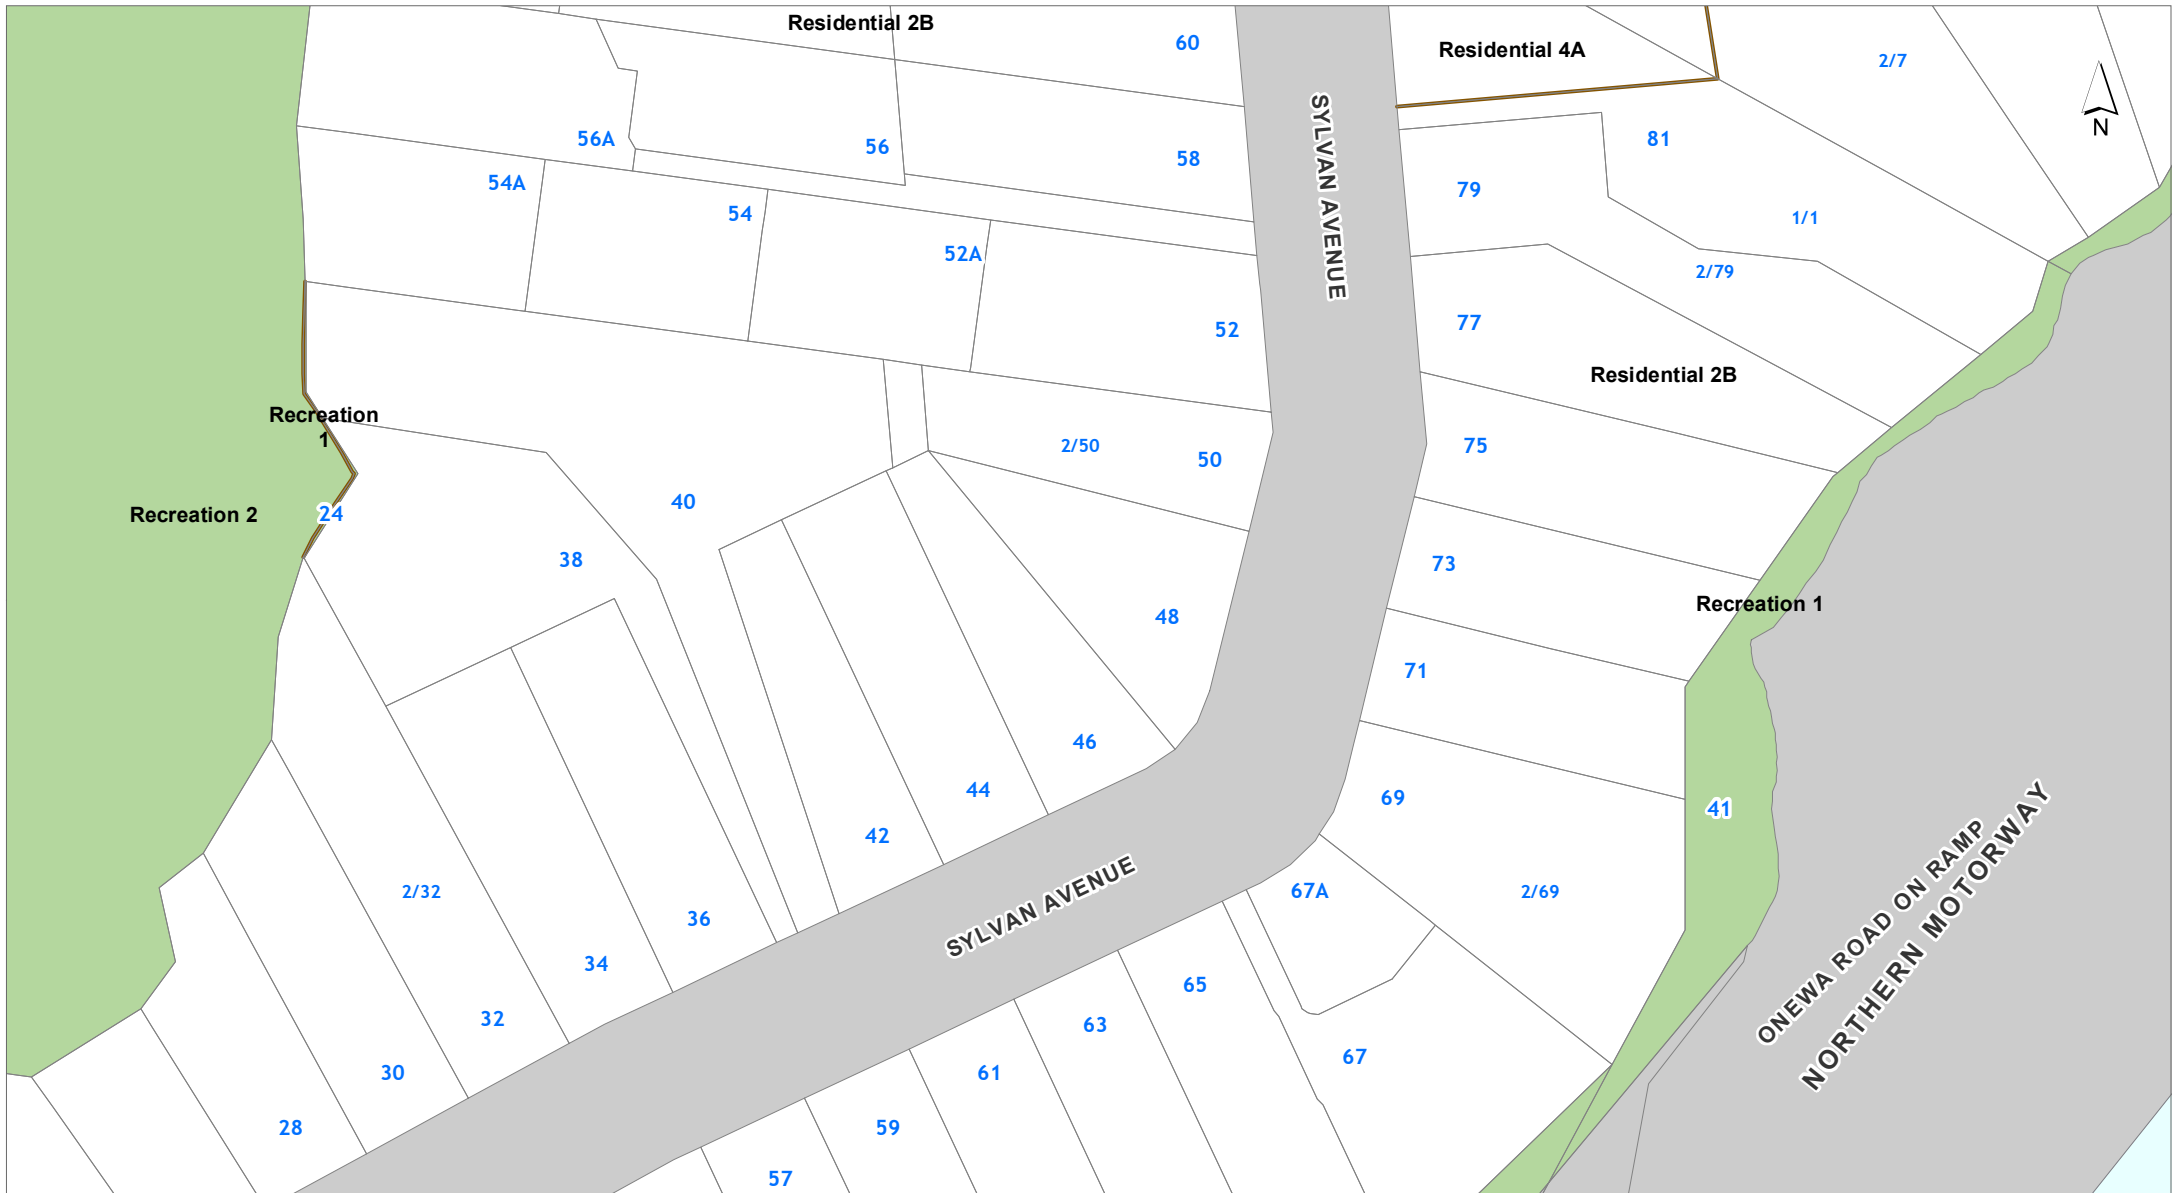 Residential 2B
60
Residential 4A
2/7
N
56A
56
58
81
54A
54
79
1/1
52A
2/79
SYLVAN AVENUE
52
77
Residential 2B
Recreation
1
2/50
50
75
40
Recreation 2
24
38
73
Recreation 1
48
71
46
44
69
41
42
2/32
36
67A
2/69
SYLVAN AVENUE
ONEWA ROAD ON RAMP
NORTHERN MOTORWAY
34
65
32
63
67
30
61
28
59
57